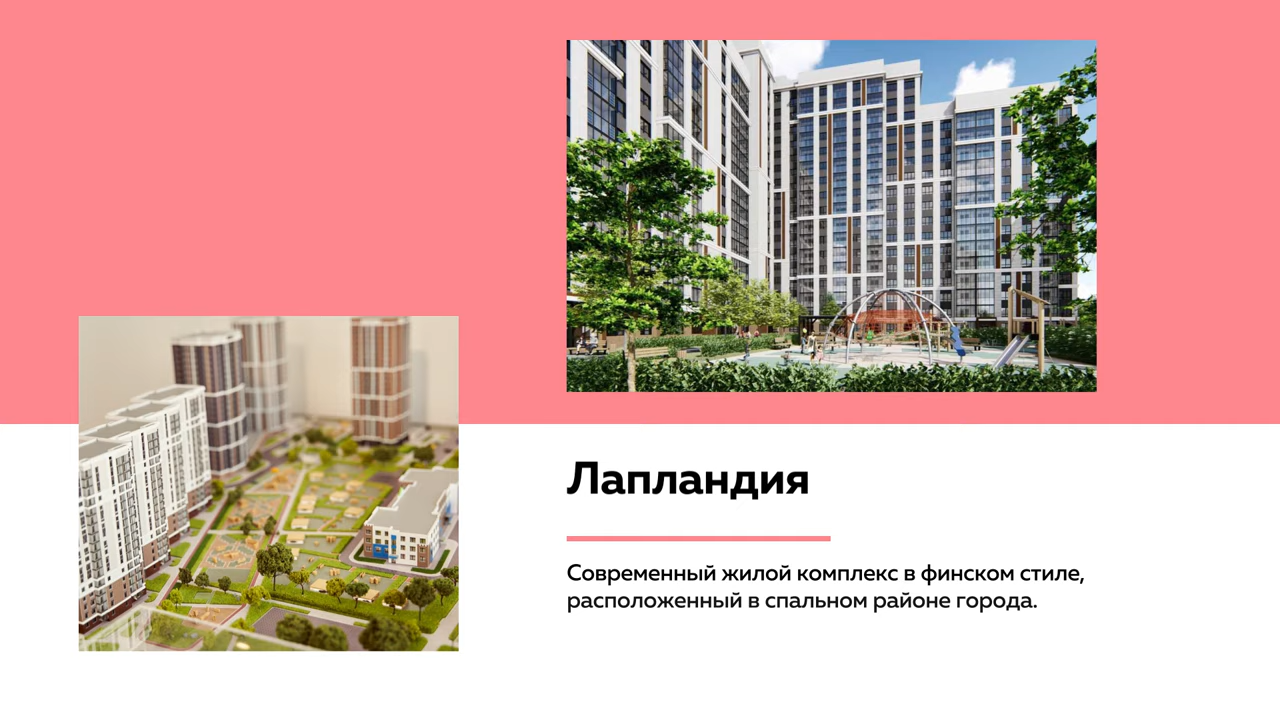 Лапландия
Современный жилой комплекс в финском стиле,
расположенный в спальном районе города.